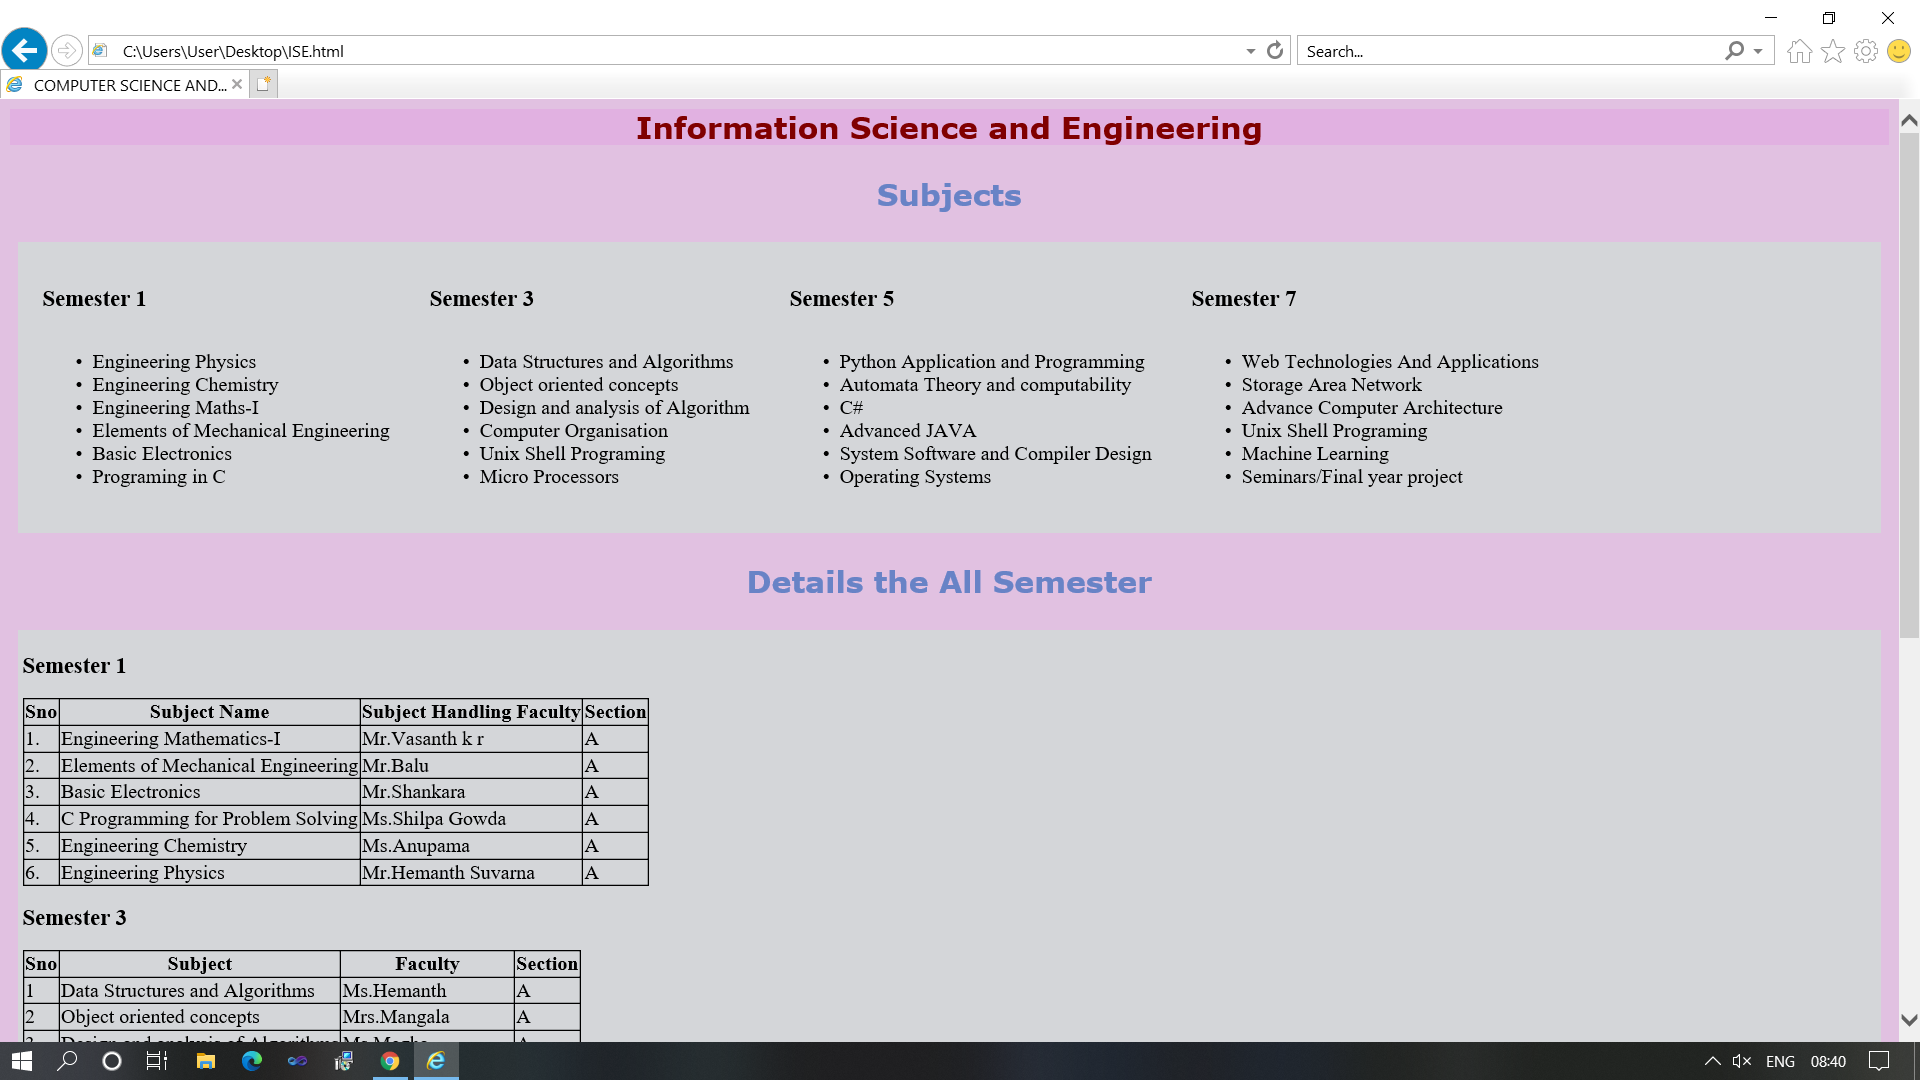 C:\Users\User\Desktop\ISE.html
Search...
COMPUTER SCIENCE AND...
Information Science and Engineering
Subjects
Semester 1
• Engineering Physics
• Engineering Chemistry
• Engineering Maths-I
• Elements of Mechanical Engineering
• Basic Electronics
• Programing in C
Semester 3
• Data Structures and Algorithms
• Object oriented concepts
• Design and analysis of Algorithm
• Computer Organisation
• Unix Shell Programing
• Micro Processors
Semester 5
• Python Application and Programming
• Automata Theory and computability
• C#
• Advanced JAVA
• System Software and Compiler Design
• Operating Systems
Semester 7
• Web Technologies And Applications
• Storage Area Network
• Advance Computer Architecture
• Unix Shell Programing
• Machine Learning
• Seminars/Final year project
Details the All Semester
Semester 1
Sno Subject Name Subject Handling Faculty Section
1. Engineering Mathematics-I Mr.Vasanth k r A
2. Elements of Mechanical Engineering Mr.Balu A
3. Basic Electronics Mr.Shankara A
4. C Programming for Problem Solving Ms.Shilpa Gowda A
5. Engineering Chemistry Ms.Anupama A
6. Engineering Physics Mr.Hemanth Suvarna A
Semester 3
Sno Subject Faculty Section
1 Data Structures and Algorithms Ms.Hemanth A
2 Object oriented concepts Mrs.Mangala A
3 Design and analysis of Algorithms
ENG 08:40